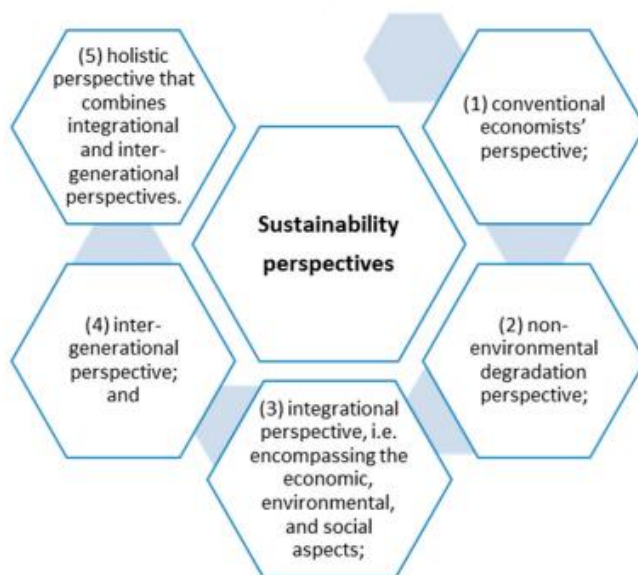 Sustainability
perspectives
(1) conventional
economists’
perspective;
(2) non-
environmental
degradation
perspective;
(3) integrational
perspective, i.e.
encompassing the
economic,
environmental,
and social
aspects;
(4) inter-
generational
perspective;
and
(5) holistic
perspective that
combines
integrational
and inter-
generational
perspectives.